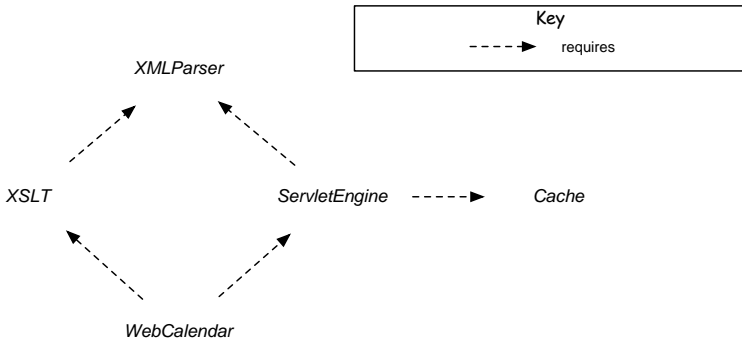 Key
requires
XMLParser
XSLT
ServletEngine
Cache
WebCalendar